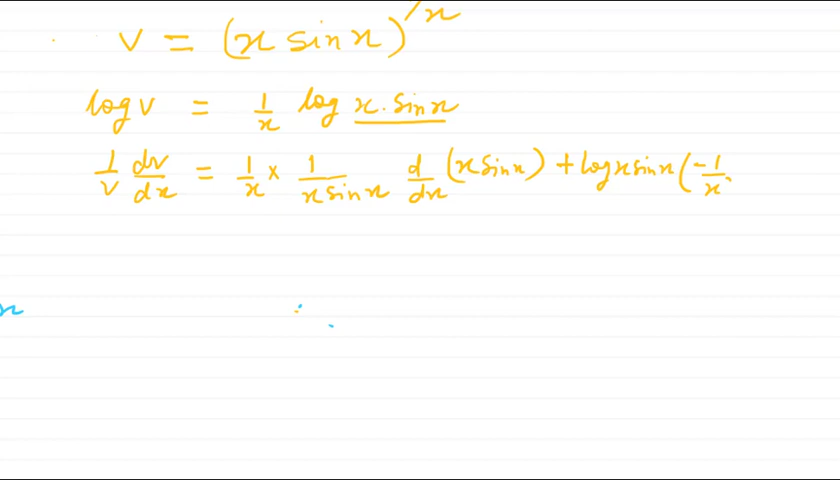 v = (x sin x)^1/x
log v = 1/x log x · sin x
1/v dv/dx = 1/x × 1/x sin x d/dx (x sin x) + log x sin x (-1/x
x